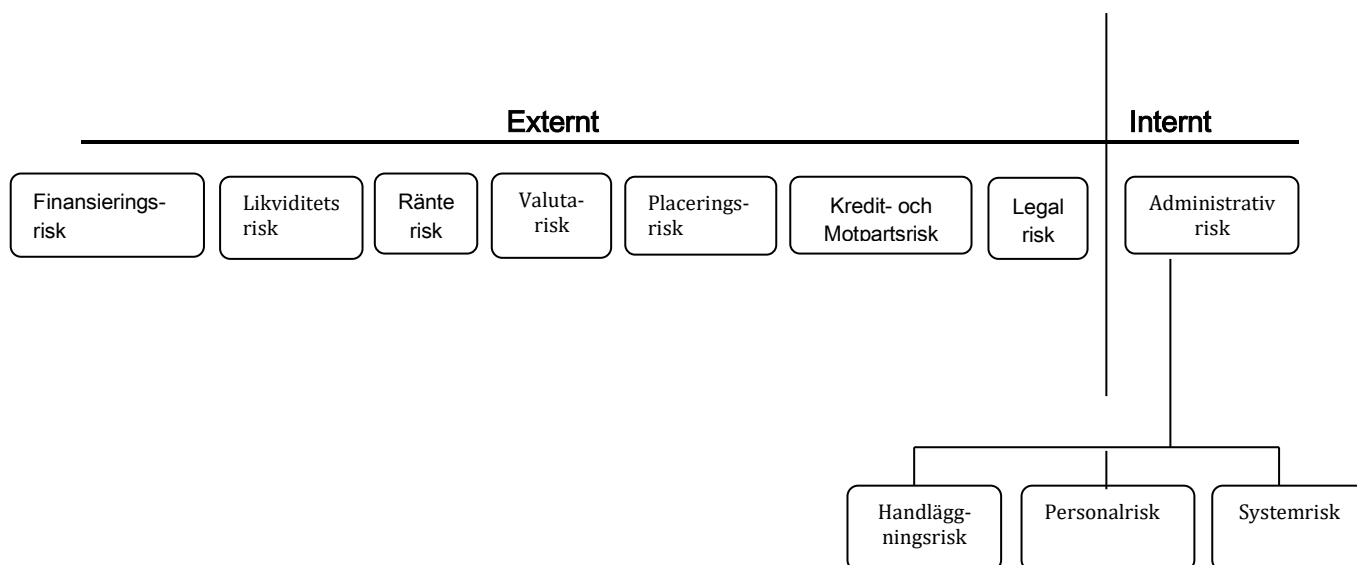 Externt
Internt
Finansierings-
risk
Likviditets
risk
Ränte
risk
Valuta-
risk
Placerings-
risk
Kredit- och
Motpartsrisk
Legal
risk
Administrativ
risk
Handlägg-
ningsrisk
Personalrisk
Systemrisk